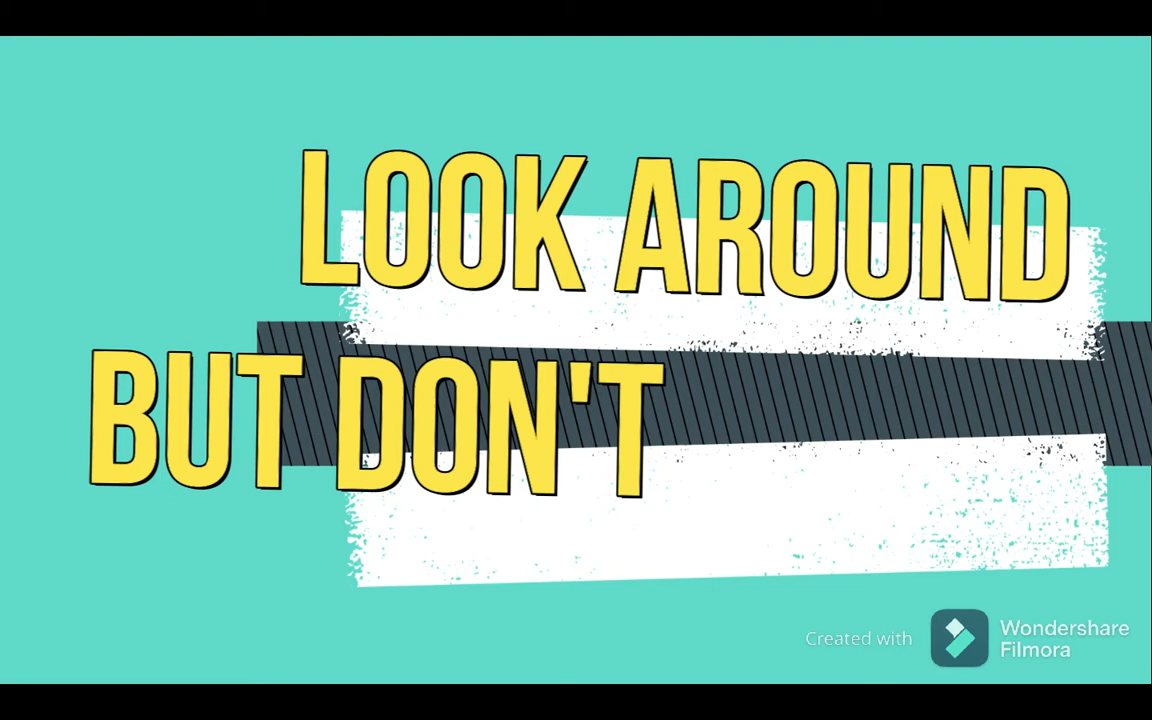 LOOK AROUND
BUT DON'T
Created with
Wondershare
Filmora